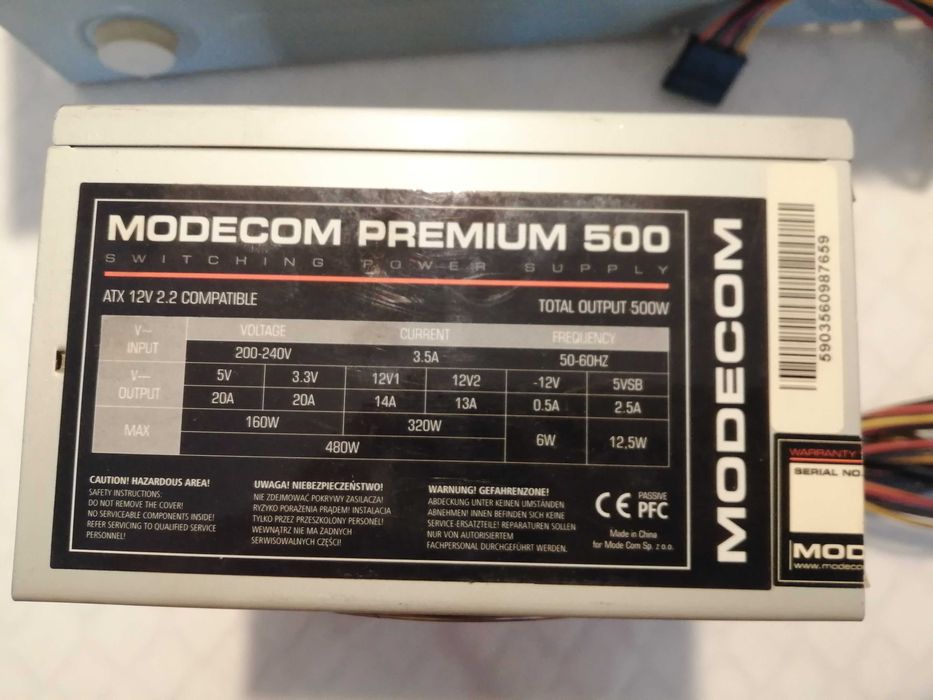 MODECOM PREMIUM 500
SWITCHING POWER SUPPLY
ATX 12V 2.2 COMPATIBLE
TOTAL OUTPUT 500W
V~ INPUT VOLTAGE CURRENT FREQUENCY
200-240V 3.5A 50-60HZ
V— OUTPUT 5V 3.3V 12V1 12V2 -12V 5VSB
20A 20A 14A 13A 0.5A 2.5A
MAX 160W 320W 6W 12,5W
480W
CAUTION! HAZARDOUS AREA!
SAFETY INSTRUCTIONS:
DO NOT REMOVE THE COVER!
NO SERVICEABLE COMPONENTS INSIDE!
REFER SERVICING TO QUALIFIED SERVICE
PERSONNEL!
UWAGA! NIEBEZPIECZEŃSTWO!
NIE ZDEJMOWAĆ POKRYWY ZASILACZA!
RYZYKO PORAŻENIA PRĄDEM! INSTALACJA
TYLKO PRZEZ PRZESZKOLONY PERSONEL!
WEWNĄTRZ NIE MA ŻADNYCH
SERWISOWALNYCH CZĘŚCI!
WARNUNG! GEFAHRENZONE!
ABDECKUNG UNTER KEINEN UMSTÄNDEN
ABNEHMEN! INNEN BEFINDEN SICH KEINE
SERVICE-ERSATZTEILE! REPARATUREN SOLLEN
NUR VON AUTORISIERTEM
FACHPERSONAL DURCHGEFÜHRT WERDEN.
CE PASSIVE
PFC
Made in China
for Mode Com Sp. z o.o.
MODECOM
5903560987659
WARRANTY
SERIAL NO.
MOD
www.modeco